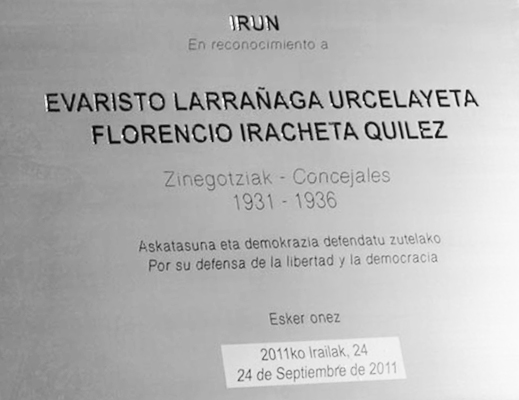 IRUN
En reconocimiento a
EVARISTO LARRAÑAGA URCELAYETA
FLORENCIO IRACHETA QUILEZ
Zinegotziak - Concejales
1931 - 1936
Askatasuna eta demokrazia defendatu zutelako
Por su defensa de la libertad y la democracia
Esker onez
2011ko Irailak, 24
24 de Septiembre de 2011